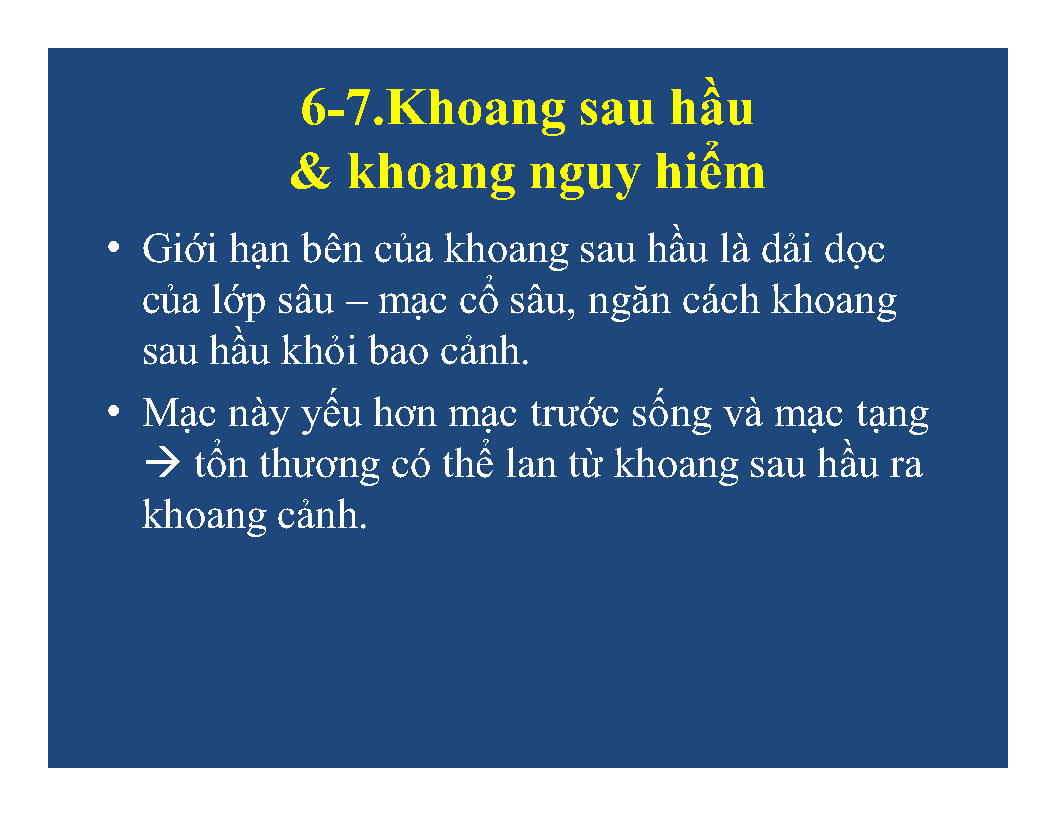 6-7.Khoang sau hầu
& khoang nguy hiểm
• Giới hạn bên của khoang sau hầu là dải dọc
của lớp sâu – mạc cổ sâu, ngăn cách khoang
sau hầu khỏi bao cảnh.
• Mạc này yếu hơn mạc trước sống và mạc tạng
→ tổn thương có thể lan từ khoang sau hầu ra
khoang cảnh.